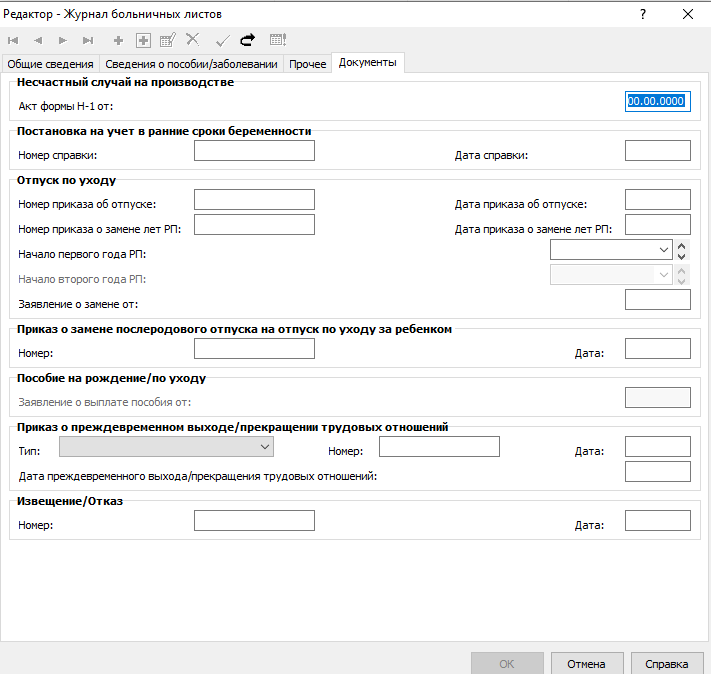 Редактор - Журнал больничных листов
?
Общие сведения Сведения о пособии/заболевании Прочее Документы
Несчастный случай на производстве
Акт формы Н-1 от: 00.00.0000
Постановка на учет в ранние сроки беременности
Номер справки: Дата справки:
Отпуск по уходу
Номер приказа об отпуске: Дата приказа об отпуске:
Номер приказа о замене лет РП: Дата приказа о замене лет РП:
Начало первого года РП:
Начало второго года РП:
Заявление о замене от:
Приказ о замене послеродового отпуска на отпуск по уходу за ребенком
Номер: Дата:
Пособие на рождение/по уходу
Заявление о выплате пособия от:
Приказ о преждевременном выходе/прекращении трудовых отношений
Тип: Номер: Дата:
Дата преждевременного выхода/прекращения трудовых отношений:
Извещение/Отказ
Номер: Дата:
ОК Отмена Справка